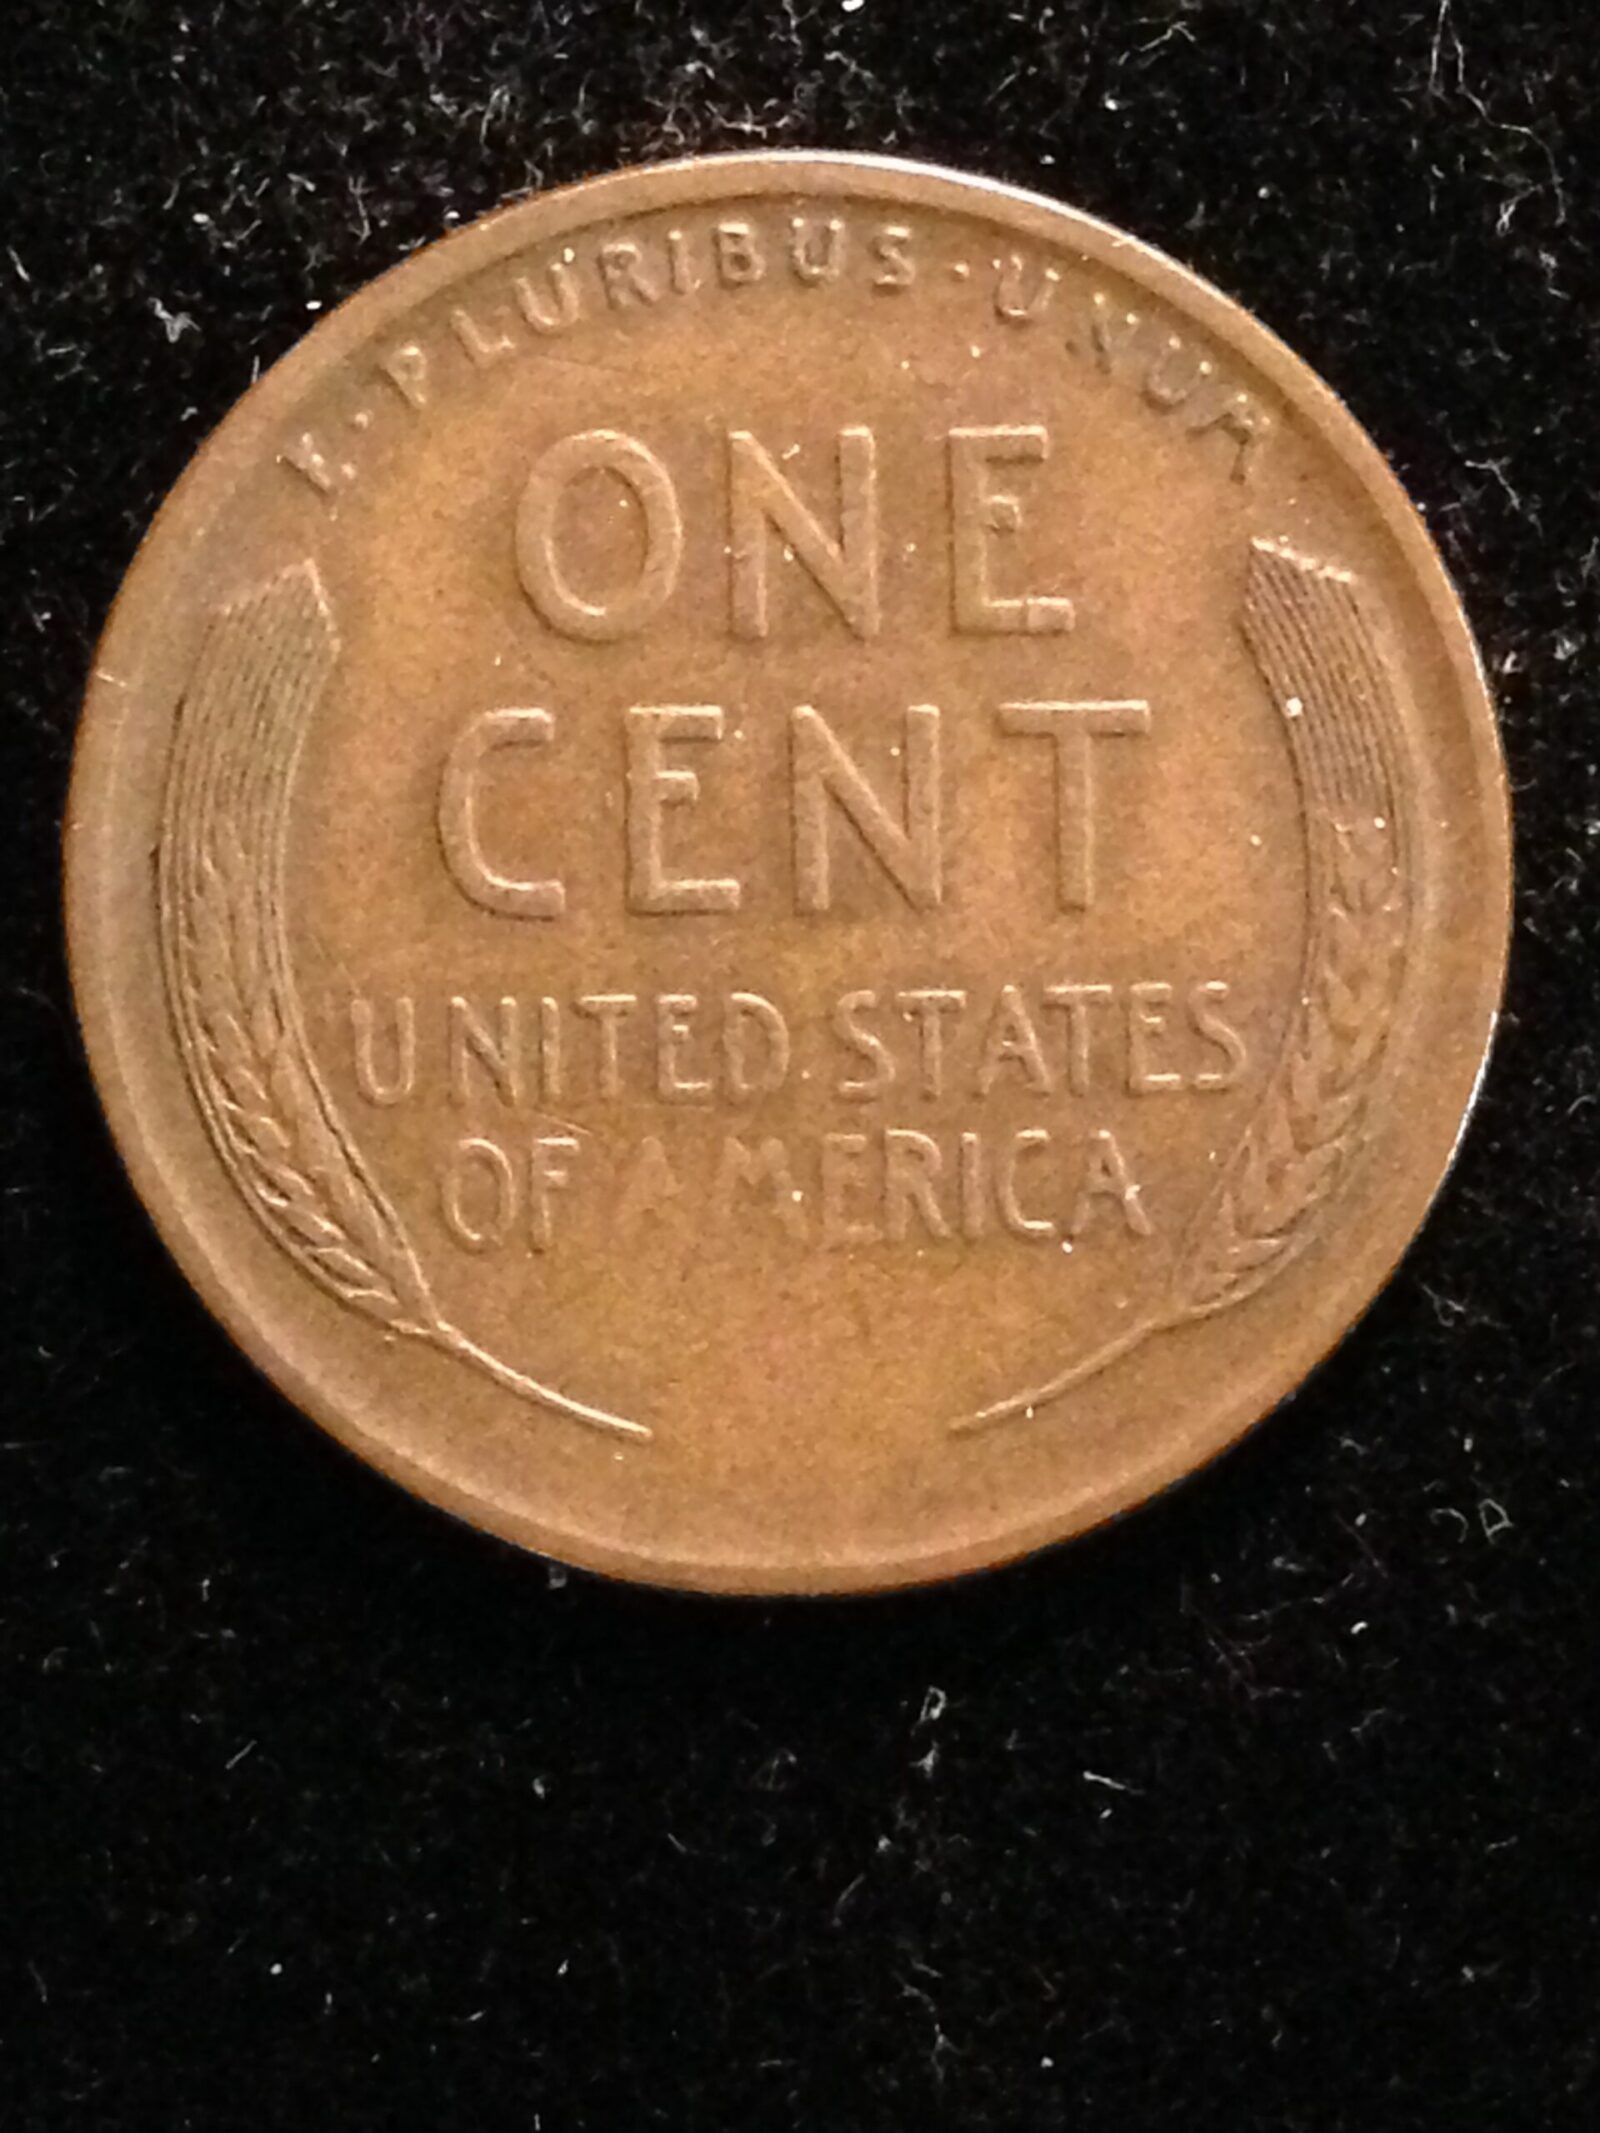 E·PLURIBUS·UNUM
ONE
CENT
UNITED STATES
OF AMERICA